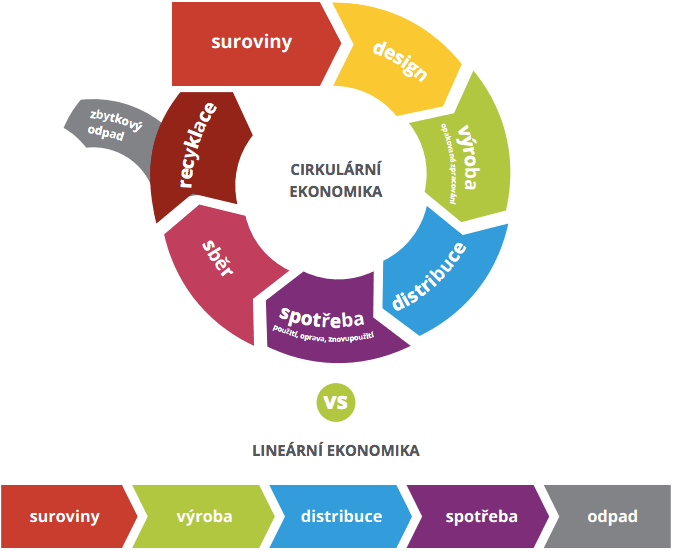 suroviny
design
výroba
opakované zpracování
distribuce
spotřeba
použití, oprava, znovupoužití
sběr
recyklace
zbytkový
odpad
CIRKULÁRNÍ
EKONOMIKA
VS
LINEÁRNÍ EKONOMIKA
suroviny
výroba
distribuce
spotřeba
odpad